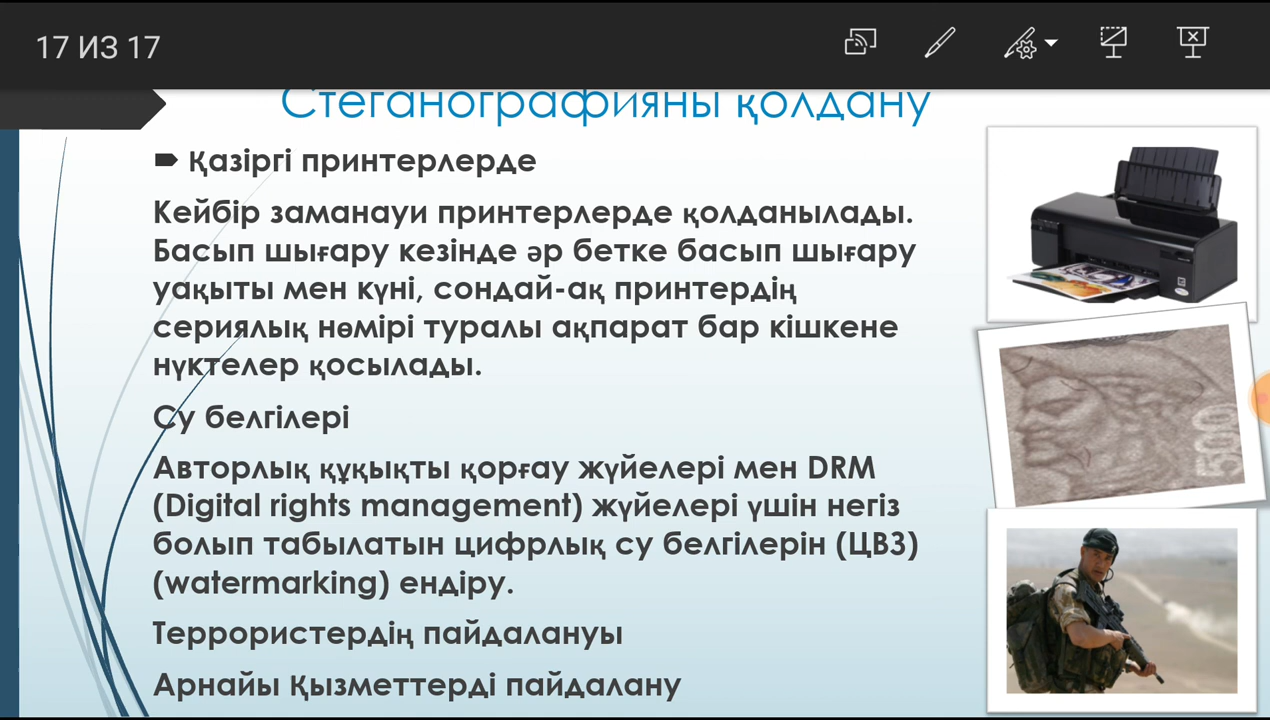 17 ИЗ 17
Стеганографияны қолдану
Қазіргі принтерлерде
Кейбір заманауи принтерлерде қолданылады.
Басып шығару кезінде әр бетке басып шығару
уақыты мен күні, сондай-ақ принтердің
сериялық нөмірі туралы ақпарат бар кішкене
нүктелер қосылады.
Су белгілері
Авторлық құқықты қорғау жүйелері мен DRM
(Digital rights management) жүйелері үшін негіз
болып табылатын цифрлық су белгілерін (ЦВЗ)
(watermarking) ендіру.
Террористердің пайдалануы
Арнайы Қызметтерді пайдалану
500